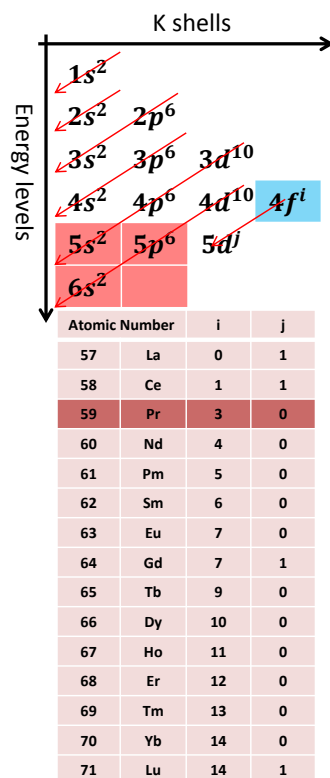 K shells
Energy levels
1s²
2s² 2p⁶
3s² 3p⁶ 3d¹⁰
4s² 4p⁶ 4d¹⁰ 4fⁱ
5s² 5p⁶ 5dʲ
6s²
Atomic Number i j
57 La 0 1
58 Ce 1 1
59 Pr 3 0
60 Nd 4 0
61 Pm 5 0
62 Sm 6 0
63 Eu 7 0
64 Gd 7 1
65 Tb 9 0
66 Dy 10 0
67 Ho 11 0
68 Er 12 0
69 Tm 13 0
70 Yb 14 0
71 Lu 14 1